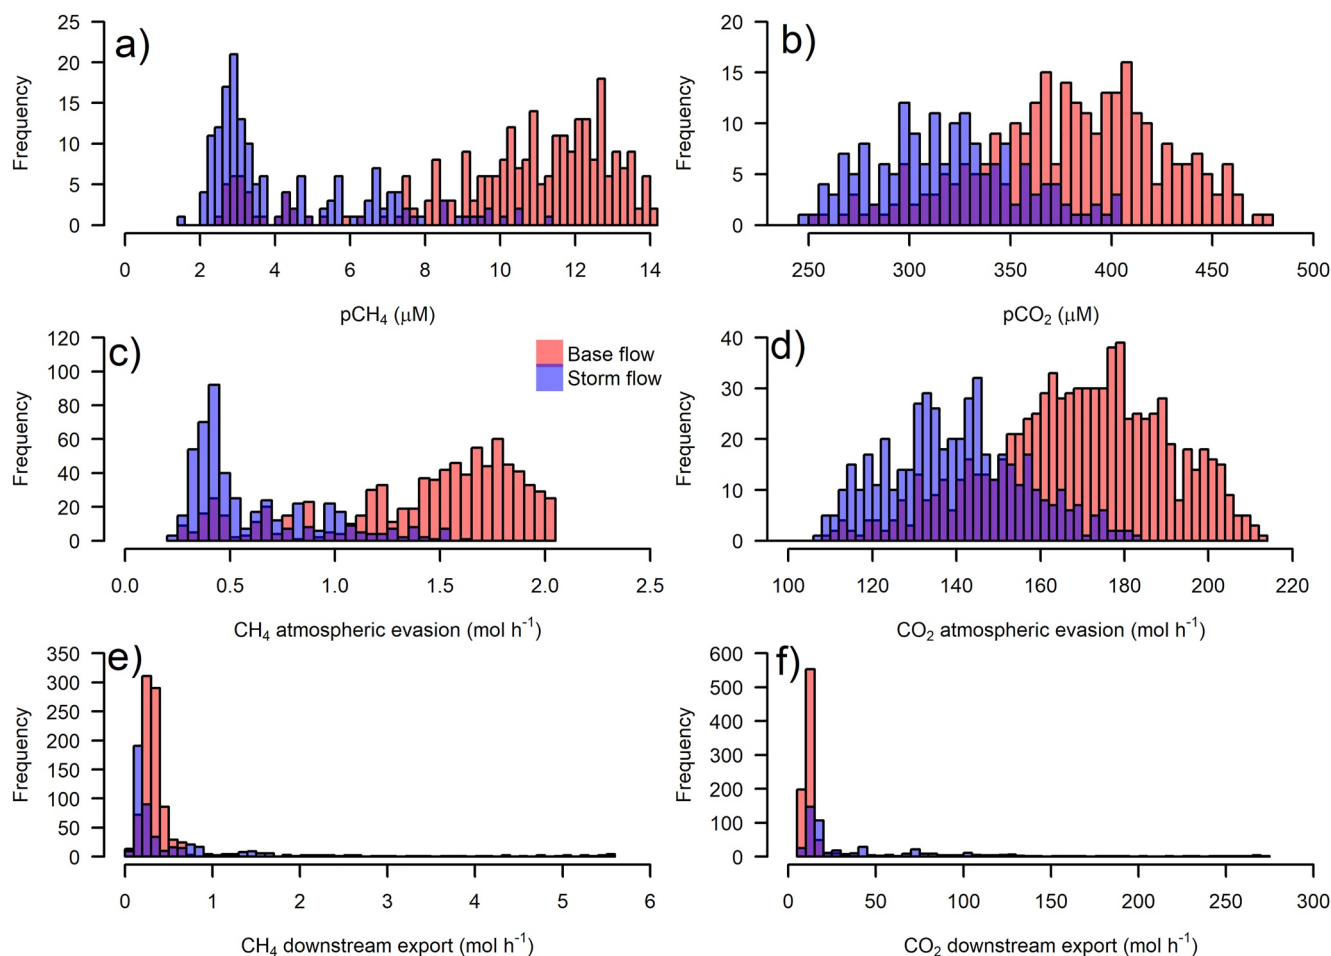 a)
25
20
15
10
5
0
Frequency
0 2 4 6 8 10 12 14
pCH4 (μM)
b)
20
15
10
5
0
Frequency
250 300 350 400 450 500
pCO2 (μM)
c)
120
100
80
60
40
20
0
Frequency
Base flow
Storm flow
0.0 0.5 1.0 1.5 2.0 2.5
CH4 atmospheric evasion (mol h-1)
d)
40
30
20
10
0
Frequency
100 120 140 160 180 200 220
CO2 atmospheric evasion (mol h-1)
e)
350
300
250
200
150
100
50
0
Frequency
0 1 2 3 4 5 6
CH4 downstream export (mol h-1)
f)
600
500
400
300
200
100
0
Frequency
0 50 100 150 200 250 300
CO2 downstream export (mol h-1)